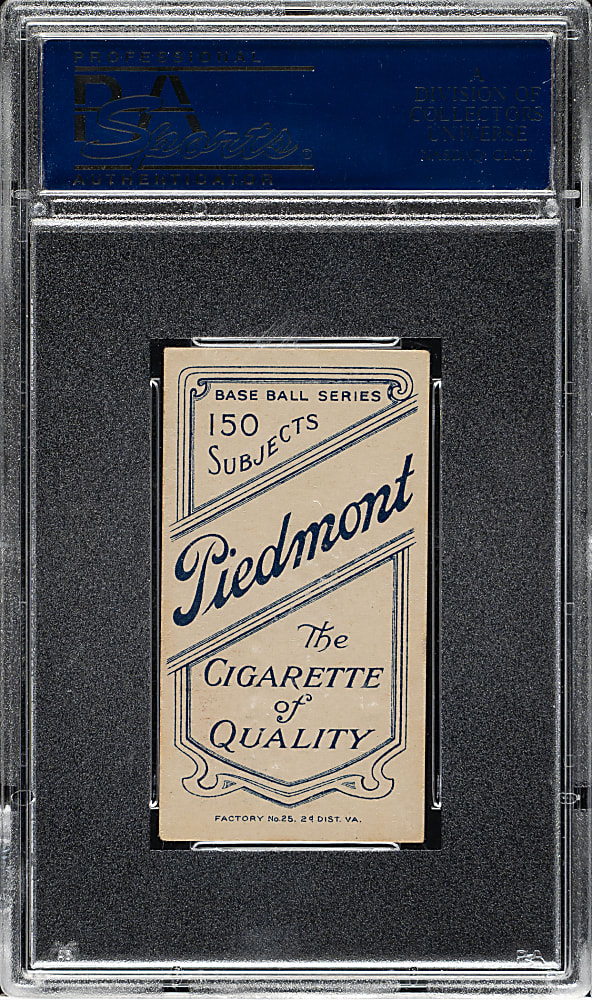 PROFESSIONAL
PSA
Sports®
AUTHENTICATOR
A
DIVISION OF
COLLECTORS
UNIVERSE
BASE BALL SERIES
150
SUBJECTS
Piedmont
The
CIGARETTE
of
QUALITY
FACTORY No. 25. 2d DIST. VA.
PSA